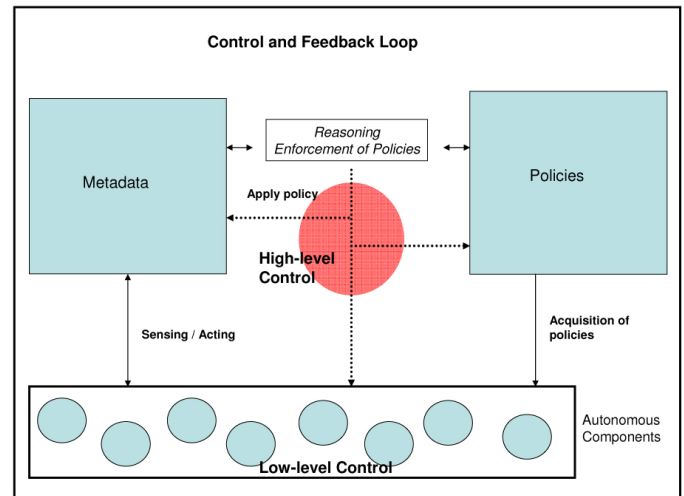 Control and Feedback Loop
Reasoning
Enforcement of Policies
Metadata
Policies
Apply policy
High-level
Control
Sensing / Acting
Acquisition of
policies
Autonomous
Components
Low-level Control